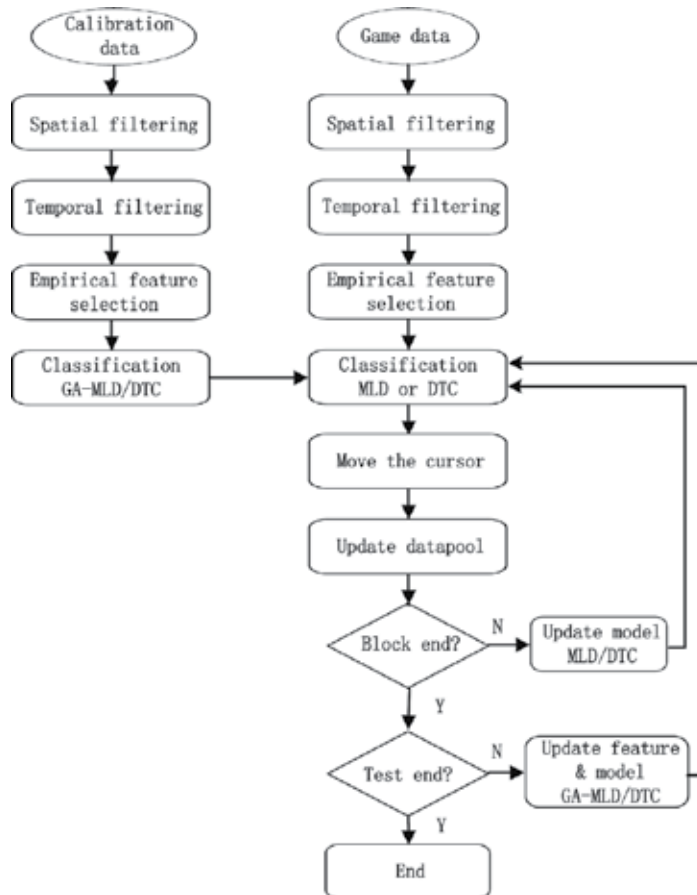 Calibration
data
Spatial filtering
Temporal filtering
Empirical feature
selection
Classification
GA-MLD/DTC
Game data
Spatial filtering
Temporal filtering
Empirical feature
selection
Classification
MLD or DTC
Move the cursor
Update datapool
Block end?
N
Update model
MLD/DTC
Y
Test end?
N
Update feature
& model
GA-MLD/DTC
Y
End